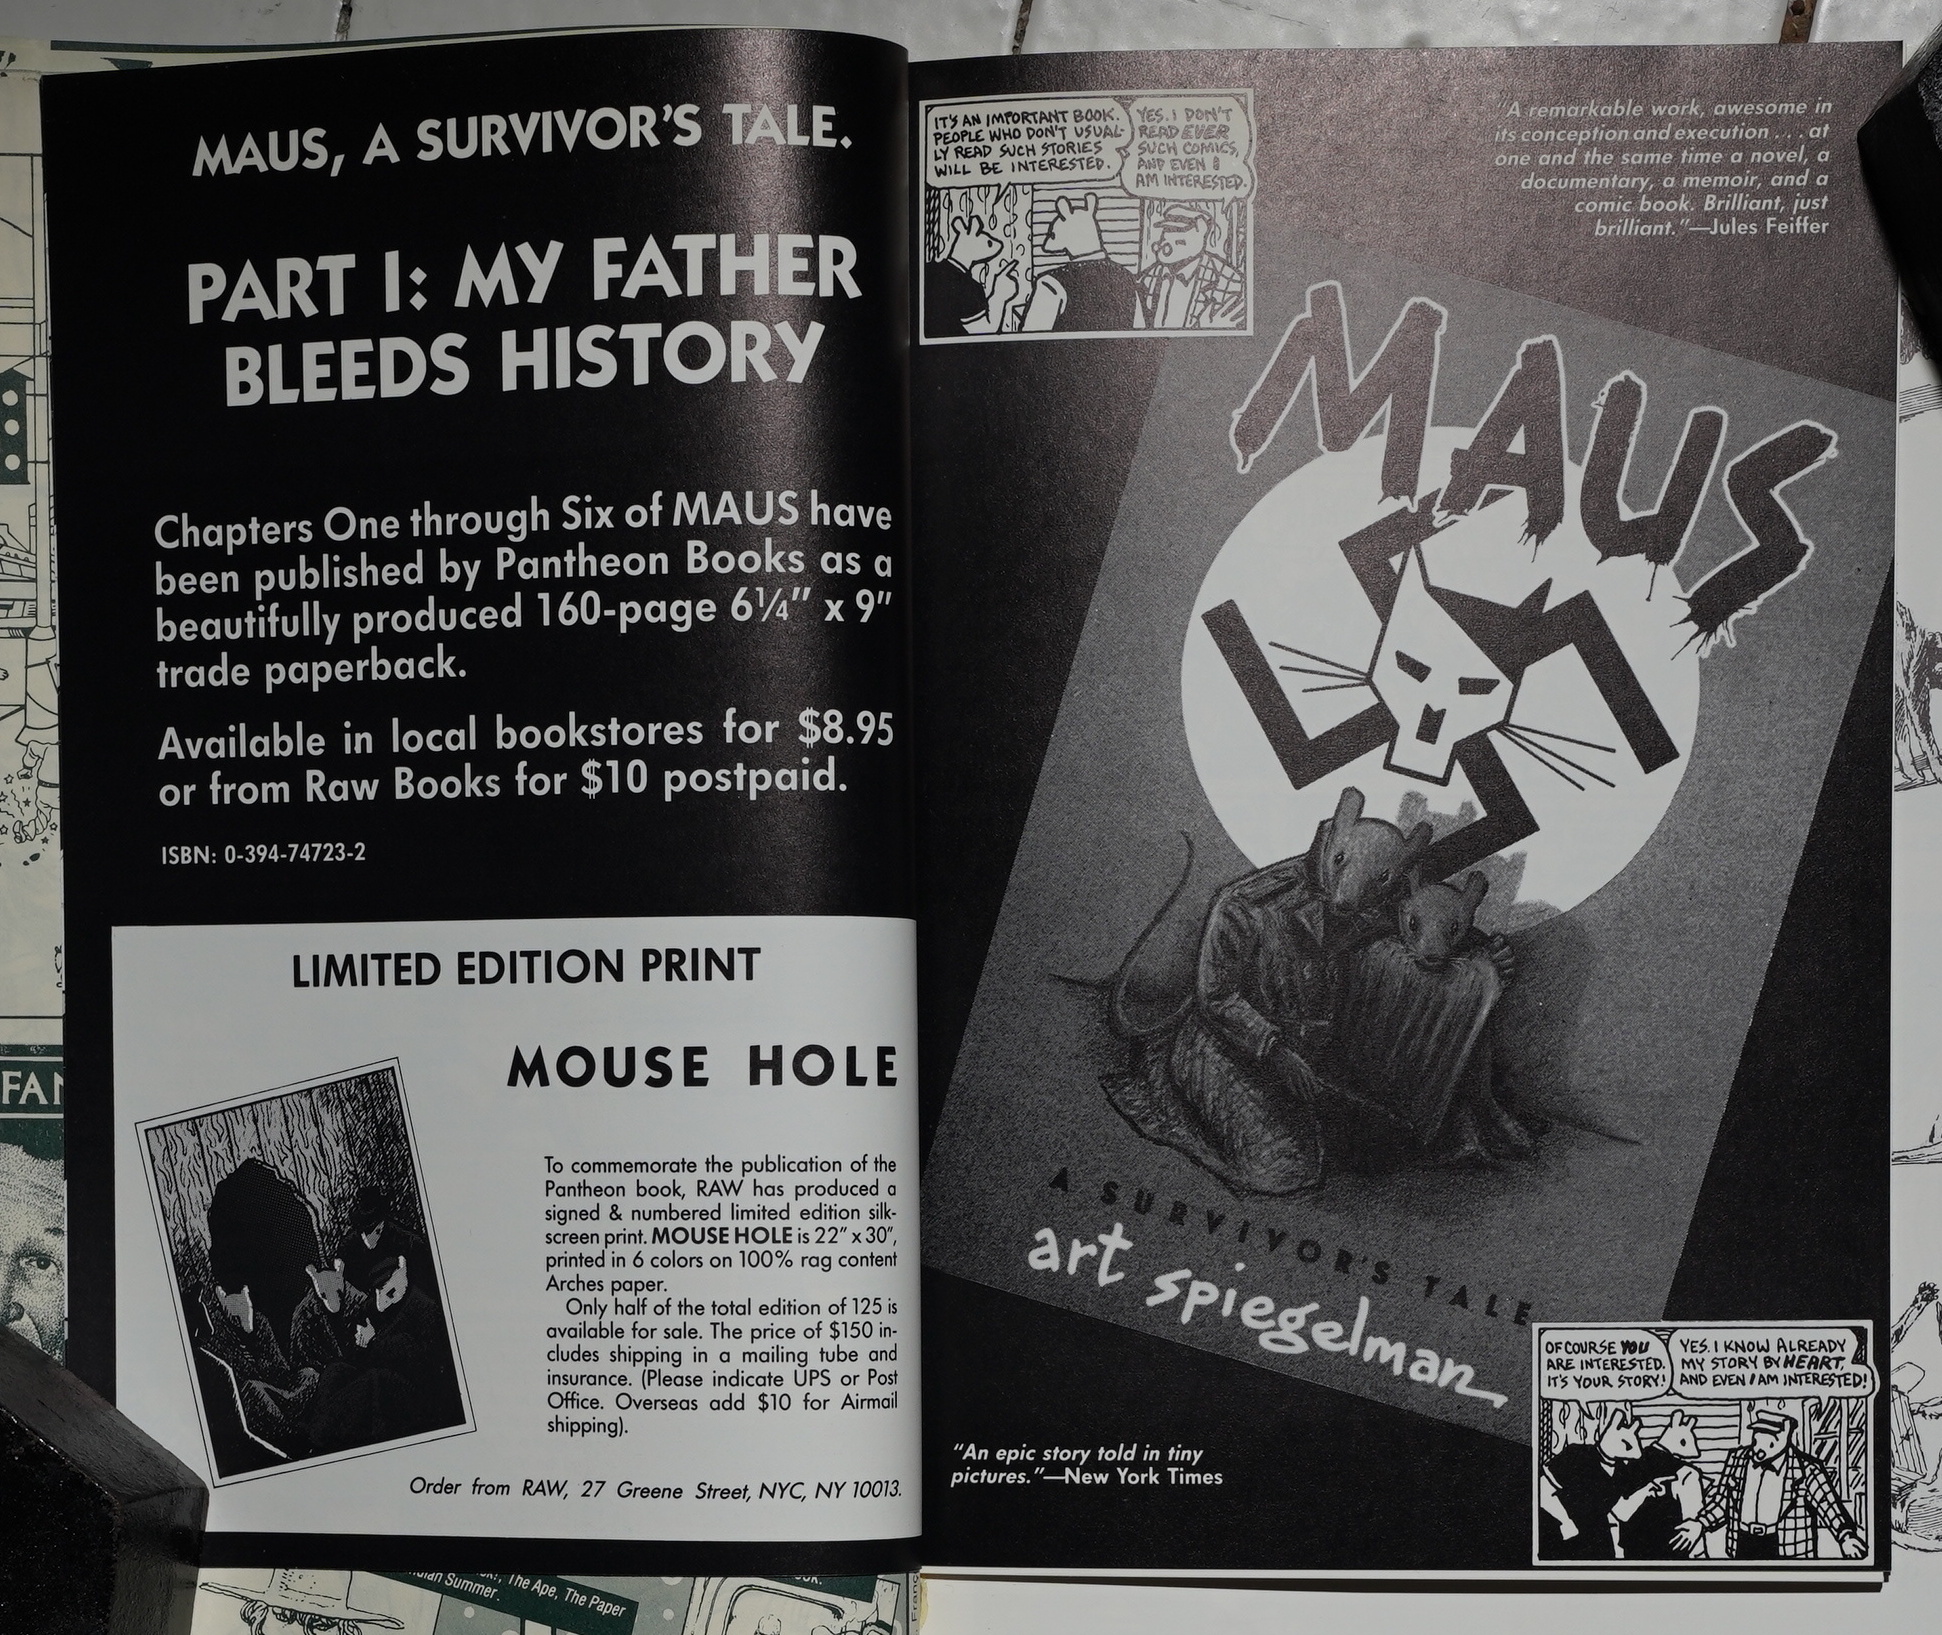 MAUS, A SURVIVOR'S TALE.
PART I: MY FATHER
BLEEDS HISTORY
Chapters One through Six of MAUS have
been published by Pantheon Books as a
beautifully produced 160-page 6¼" x 9"
trade paperback.
Available in local bookstores for $8.95
or from Raw Books for $10 postpaid.
ISBN: 0-394-74723-2
LIMITED EDITION PRINT
MOUSE HOLE
To commemorate the publication of the
Pantheon book, RAW has produced a
signed & numbered limited edition silk-
screen print. MOUSE HOLE is 22" x 30",
printed in 6 colors on 100% rag content
Arches paper.
Only half of the total edition of 125 is
available for sale. The price of $150 in-
cludes shipping in a mailing tube and
insurance. (Please indicate UPS or Post
Office. Overseas add $10 for Airmail
shipping).
Order from RAW, 27 Greene Street, NYC, NY 10013.
IT'S AN IMPORTANT BOOK.
PEOPLE WHO DON'T USUAL-
LY READ SUCH STORIES
WILL BE INTERESTED.
YES. I DON'T
READ EVER
SUCH COMICS,
AND EVEN I
AM INTERESTED.
"A remarkable work, awesome in
its conception and execution . . . at
one and the same time a novel, a
documentary, a memoir, and a
comic book. Brilliant, just
brilliant."—Jules Feiffer
MAUS
A SURVIVOR'S TALE
art spiegelman
"An epic story told in tiny
pictures."—New York Times
OF COURSE YOU
ARE INTERESTED.
IT'S YOUR STORY!
YES. I KNOW ALREADY
MY STORY BY HEART,
AND EVEN I AM INTERESTED!
FAN
The Ape, The Paper
Summer.
Franc